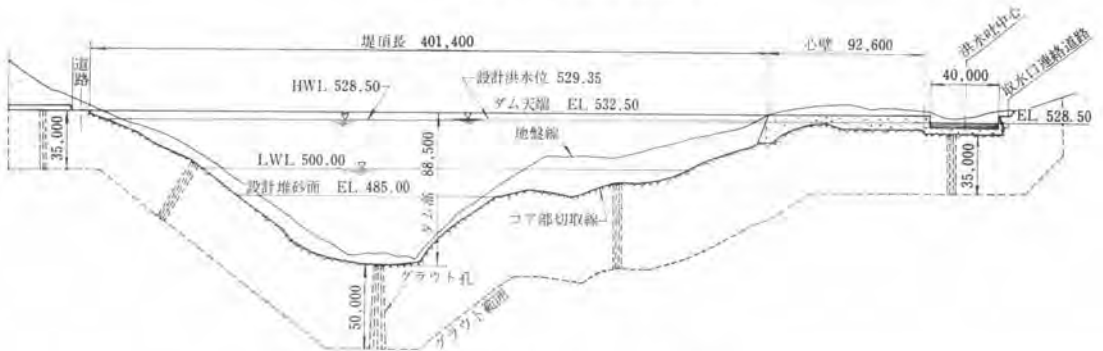 堤頂長 401,400
心壁 92,600
洪水吐中心
取水口連絡道路
道路
HWL 528.50
設計洪水位 529.35
ダム天端 EL 532.50
40,000
EL 528.50
35,000
地盤線
LWL 500.00
設計堆砂面 EL 485.00
ダム高 88,500
コア部切取線
35,000
グラウト孔
50,000
グラウト範囲